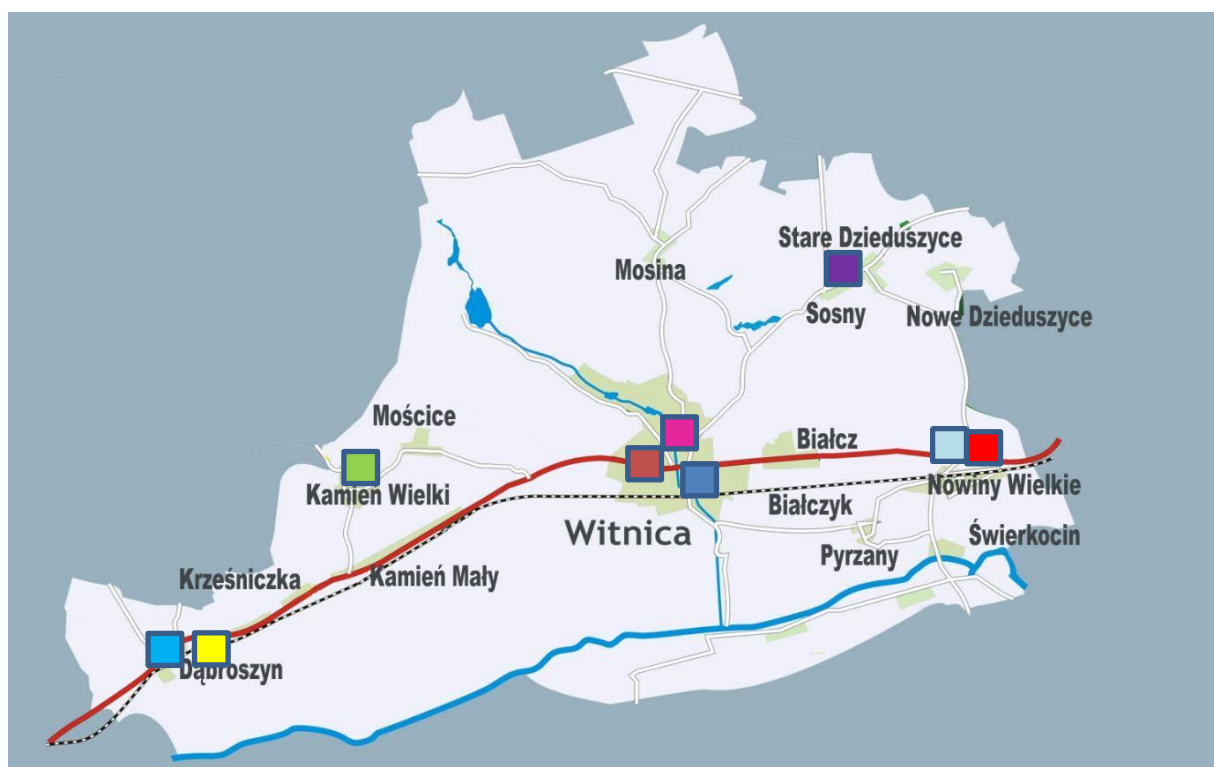 Stare Dzieduszyce
Mosina
Sosny
Nowe Dzieduszyce
Mościce
Białcz
Kamień Wielki
Nowiny Wielkie
Białczyk
Witnica
Świerkocin
Pyrzany
Krześniczka
Kamień Mały
Dąbroszyn